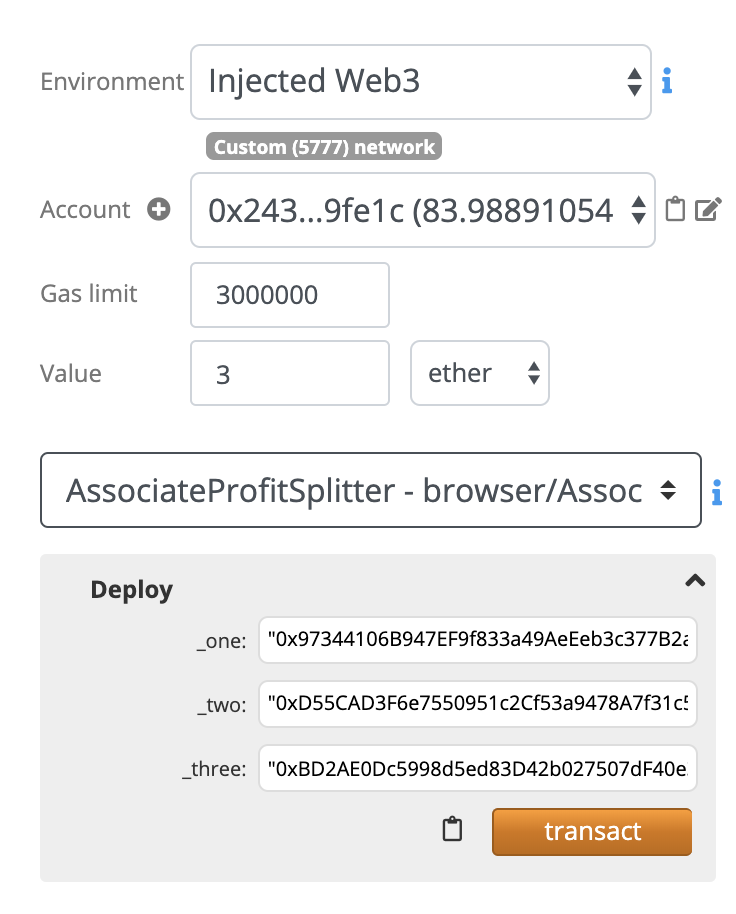 Environment Injected Web3
Custom (5777) network
Account 0x243...9fe1c (83.98891054
Gas limit 3000000
Value 3 ether
AssociateProfitSplitter - browser/Assoc
Deploy
_one: "0x97344106B947EF9f833a49AeEeb3c377B2a
_two: "0xD55CAD3F6e7550951c2Cf53a9478A7f31c5
_three: "0xBD2AE0Dc5998d5ed83D42b027507dF40e
transact